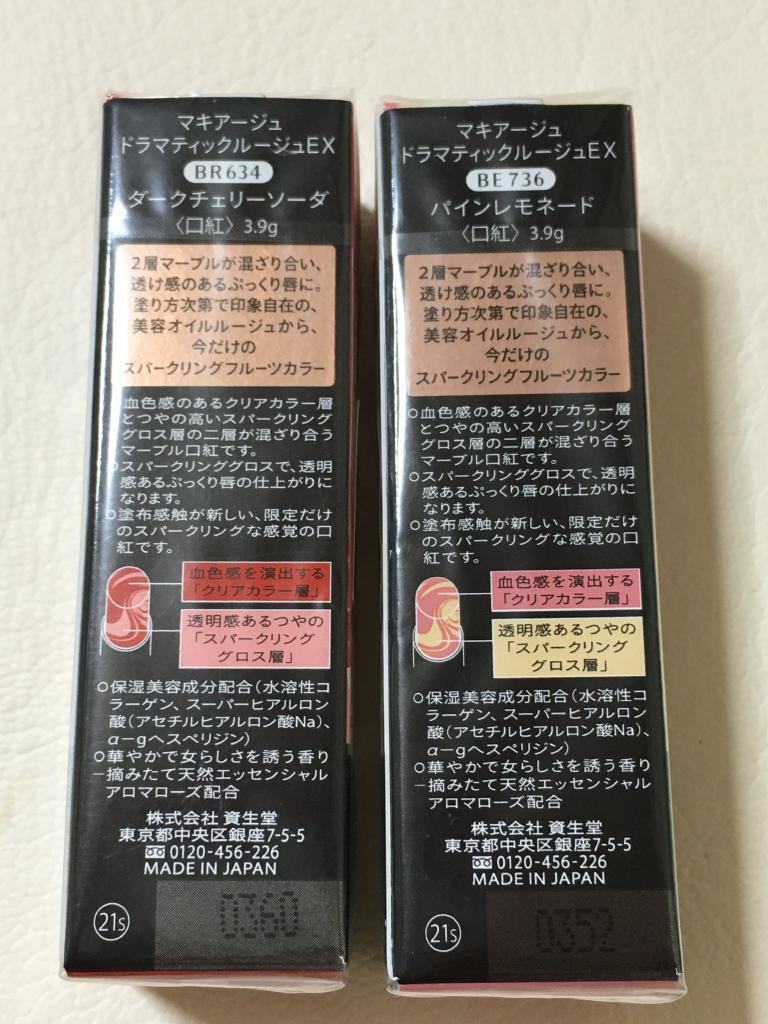 マキアージュ
ドラマティックルージュEX
BR634
ダークチェリーソーダ
〈口紅〉3.9g
2層マーブルが混ざり合い、
透け感のあるぷっくり唇に。
塗り方次第で印象自在の、
美容オイルルージュから、
今だけの
スパークリングフルーツカラー
血色感のあるクリアカラー層
とつやの高いスパークリング
グロス層の二層が混ざり合う
マーブル口紅です。
○スパークリンググロスで、透明
感あるぷっくり唇の仕上がりに
なります。
○塗布感触が新しい、限定だけ
のスパークリングな感覚の口
紅です。
血色感を演出する
「クリアカラー層」
透明感あるつやの
「スパークリング
グロス層」
○保湿美容成分配合(水溶性コ
ラーゲン、スーパーヒアルロン
酸(アセチルヒアルロン酸Na)、
α-gヘスペリジン)
○華やかで女らしさを誘う香り
−摘みたて天然エッセンシャル
アロマローズ配合
株式会社 資生堂
東京都中央区銀座7-5-5
0120-456-226
MADE IN JAPAN
21s
0360
マキアージュ
ドラマティックルージュEX
BE736
パインレモネード
〈口紅〉3.9g
2層マーブルが混ざり合い、
透け感のあるぷっくり唇に。
塗り方次第で印象自在の、
美容オイルルージュから、
今だけの
スパークリングフルーツカラー
○血色感のあるクリアカラー層
とつやの高いスパークリング
グロス層の二層が混ざり合う
マーブル口紅です。
○スパークリンググロスで、透明
感あるぷっくり唇の仕上がりに
なります。
○塗布感触が新しい、限定だけ
のスパークリングな感覚の口
紅です。
血色感を演出する
「クリアカラー層」
透明感あるつやの
「スパークリング
グロス層」
○保湿美容成分配合(水溶性コ
ラーゲン、スーパーヒアルロン
酸(アセチルヒアルロン酸Na)、
α-gヘスペリジン)
○華やかで女らしさを誘う香り
−摘みたて天然エッセンシャル
アロマローズ配合
株式会社 資生堂
東京都中央区銀座7-5-5
0120-456-226
MADE IN JAPAN
21s
0352